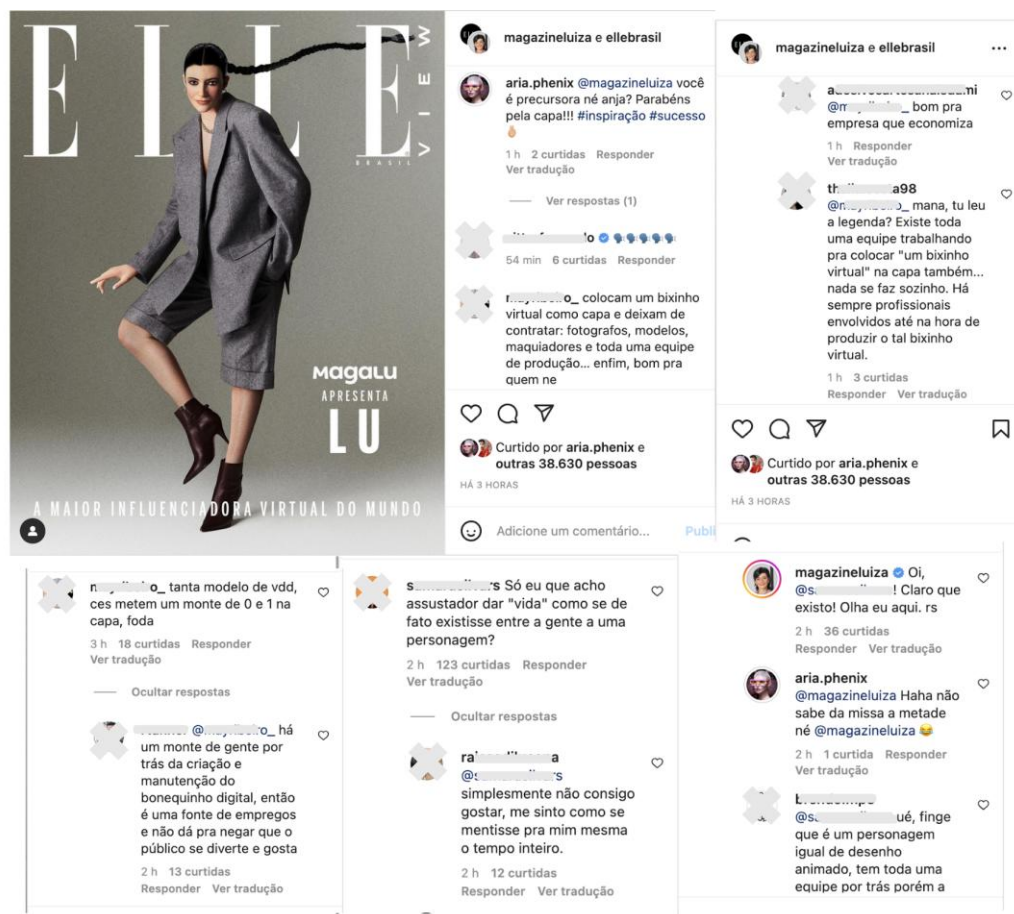 ELLE
VIEW
BRASIL
MagaLu
APRESENTA
LU
A MAIOR INFLUENCIADORA VIRTUAL DO MUNDO
magazineluiza e ellebrasil
aria.phenix @magazineluiza você
é precursora né anja? Parabéns
pela capa!!! #inspiração #sucesso
👌🏼
1 h 2 curtidas Responder
Ver tradução
Ver respostas (1)
🗣️🗣️🗣️🗣️🗣️
54 min 6 curtidas Responder
colocam um bixinho
virtual como capa e deixam de
contratar: fotografos, modelos,
maquiadores e toda uma equipe
de produção... enfim, bom pra
quem ne
Curtido por aria.phenix e
outras 38.630 pessoas
HÁ 3 HORAS
Adicione um comentário... Publi
magazineluiza e ellebrasil
bom pra
empresa que economiza
1 h Responder
Ver tradução
mana, tu leu
a legenda? Existe toda
uma equipe trabalhando
pra colocar "um bixinho
virtual" na capa também...
nada se faz sozinho. Há
sempre profissionais
envolvidos até na hora de
produzir o tal bixinho
virtual.
1 h 3 curtidas
Responder Ver tradução
Curtido por aria.phenix e
outras 38.630 pessoas
HÁ 3 HORAS
tanta modelo de vdd,
ces metem um monte de 0 e 1 na
capa, foda
3 h 18 curtidas Responder
Ver tradução
Ocultar respostas
há
um monte de gente por
trás da criação e
manutenção do
bonequinho digital, então
é uma fonte de empregos
e não dá pra negar que o
público se diverte e gosta
2 h 13 curtidas
Responder Ver tradução
Só eu que acho
assustador dar "vida" como se de
fato existisse entre a gente a uma
personagem?
2 h 123 curtidas Responder
Ver tradução
Ocultar respostas
simplesmente não consigo
gostar, me sinto como se
mentisse pra mim mesma
o tempo inteiro.
2 h 12 curtidas
Responder Ver tradução
magazineluiza Oi,
! Claro que
existo! Olha eu aqui. rs
2 h 36 curtidas
Responder Ver tradução
aria.phenix
@magazineluiza Haha não
sabe da missa a metade
né @magazineluiza 😂
2 h 1 curtida Responder
Ver tradução
ué, finge
que é um personagem
igual de desenho
animado, tem toda uma
equipe por trás porém a